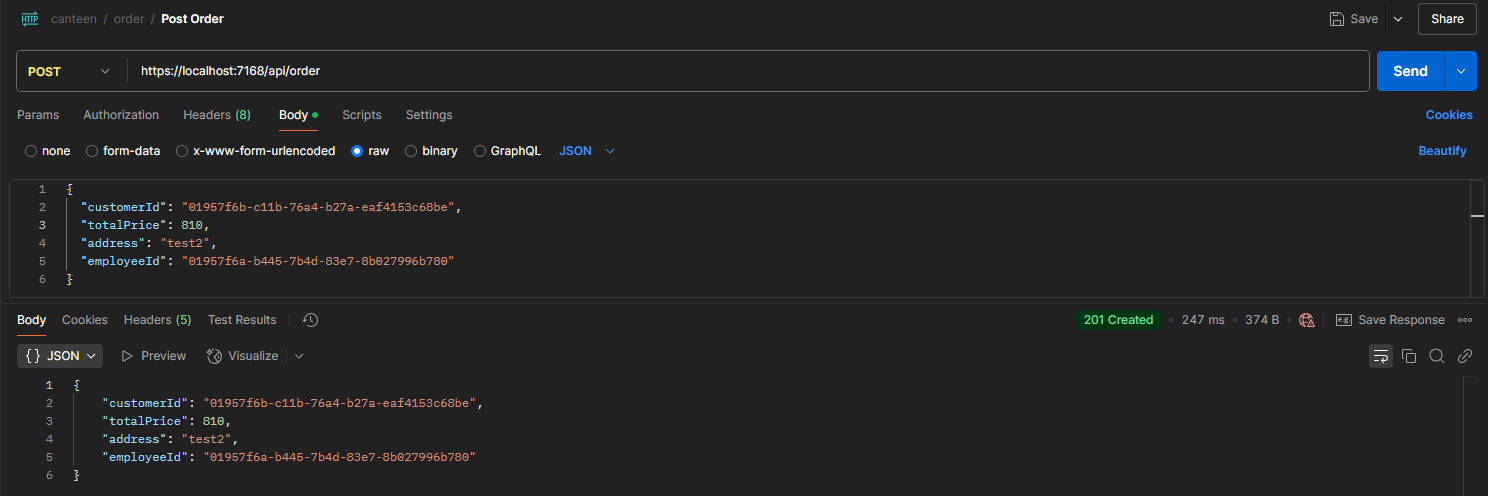 HTTP canteen / order / Post Order Save Share
POST https://localhost:7168/api/order Send
Params Authorization Headers (8) Body Scripts Settings Cookies
none form-data x-www-form-urlencoded raw binary GraphQL JSON Beautify
1 {
2 "customerId": "01957f6b-c11b-76a4-b27a-eaf4153c68be",
3 "totalPrice": 810,
4 "address": "test2",
5 "employeeId": "01957f6a-b445-7b4d-83e7-8b027996b780"
6 }
Body Cookies Headers (5) Test Results 201 Created • 247 ms • 374 B • e.g. Save Response
{} JSON Preview Visualize
1 {
2 "customerId": "01957f6b-c11b-76a4-b27a-eaf4153c68be",
3 "totalPrice": 810,
4 "address": "test2",
5 "employeeId": "01957f6a-b445-7b4d-83e7-8b027996b780"
6 }